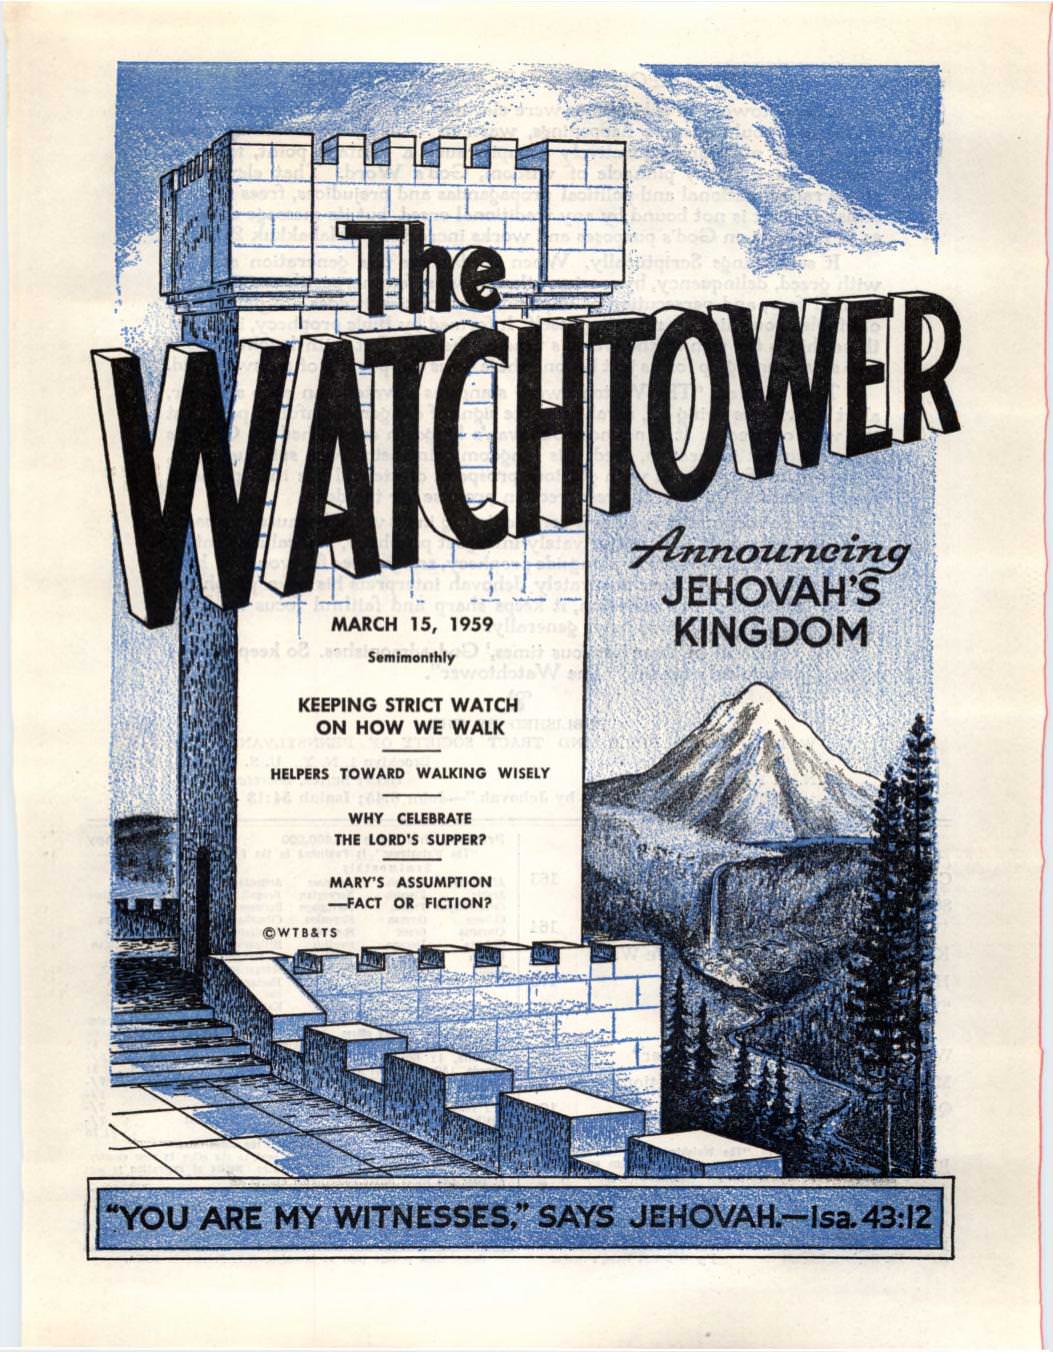 The
WATCHTOWER
Announcing
JEHOVAH'S
KINGDOM
MARCH 15, 1959
Semimonthly
KEEPING STRICT WATCH
ON HOW WE WALK
HELPERS TOWARD WALKING WISELY
WHY CELEBRATE
THE LORD'S SUPPER?
MARY'S ASSUMPTION
—FACT OR FICTION?
©WTB&TS
"YOU ARE MY WITNESSES," SAYS JEHOVAH.—Isa. 43:12